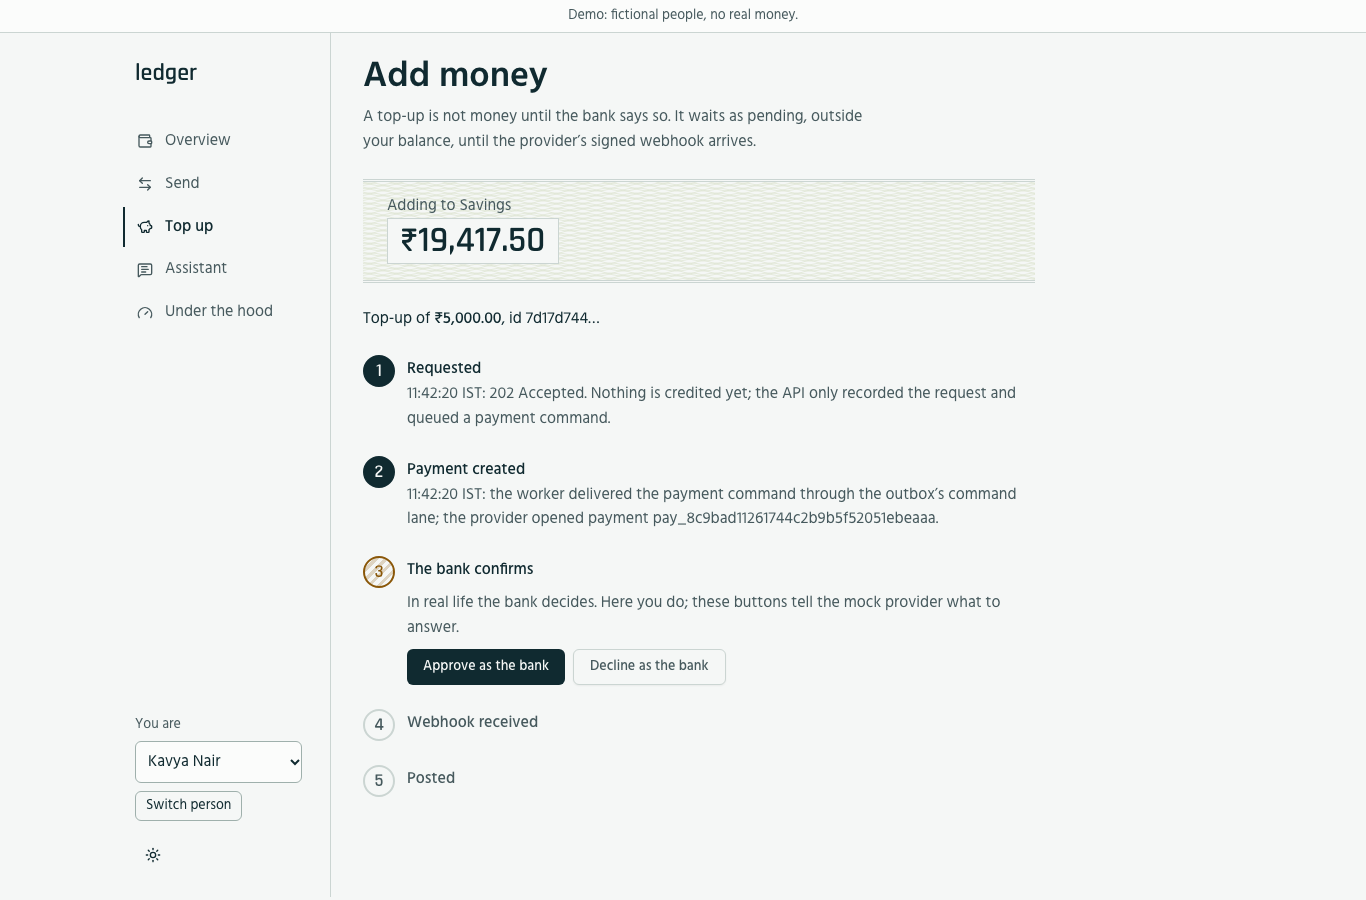 Demo: fictional people, no real money.
ledger
Overview
Send
Top up
Assistant
Under the hood
You are
Kavya Nair
Switch person
Add money
A top-up is not money until the bank says so. It waits as pending, outside
your balance, until the provider’s signed webhook arrives.
Adding to Savings
₹19,417.50
Top-up of ₹5,000.00, id 7d17d744...
1 Requested
11:42:20 IST: 202 Accepted. Nothing is credited yet; the API only recorded the request and
queued a payment command.
2 Payment created
11:42:20 IST: the worker delivered the payment command through the outbox’s command
lane; the provider opened payment pay_8c9bad11261744c2b9b5f52051ebeaaa.
3 The bank confirms
In real life the bank decides. Here you do; these buttons tell the mock provider what to
answer.
Approve as the bank Decline as the bank
4 Webhook received
5 Posted